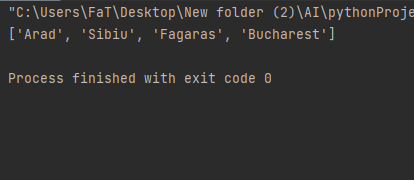 "C:\Users\FaT\Desktop\New folder (2)\AI\pythonProje
['Arad', 'Sibiu', 'Fagaras', 'Bucharest']
Process finished with exit code 0